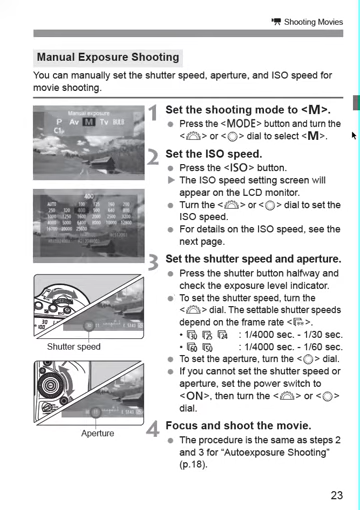 Shooting Movies
Manual Exposure Shooting
You can manually set the shutter speed, aperture, and ISO speed for
movie shooting.
Manual exposure
P Av M Tv
1 Set the shooting mode to <M>.
Press the <MODE> button and turn the
< > or < > dial to select <M>.
2 Set the ISO speed.
Press the <ISO> button.
The ISO speed setting screen will
appear on the LCD monitor.
Turn the < > or < > dial to set the
ISO speed.
For details on the ISO speed, see the
next page.
3 Set the shutter speed and aperture.
Press the shutter button halfway and
check the exposure level indicator.
To set the shutter speed, turn the
< > dial. The settable shutter speeds
depend on the frame rate < >.
• : 1/4000 sec. - 1/30 sec.
• : 1/4000 sec. - 1/60 sec.
To set the aperture, turn the < > dial.
If you cannot set the shutter speed or
aperture, set the power switch to
<ON>, then turn the < > or < >
dial.
Shutter speed
Aperture
4 Focus and shoot the movie.
The procedure is the same as steps 2
and 3 for “Autoexposure Shooting”
(p.18).
23